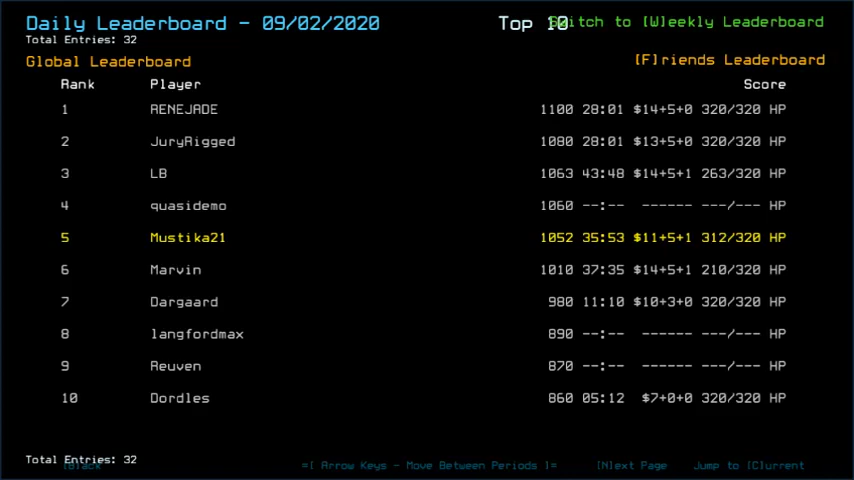 Daily Leaderboard - 09/02/2020 Top 10 Switch to [W]eekly Leaderboard
Total Entries: 32
Global Leaderboard [F]riends Leaderboard
Rank Player Score
1 RENEJADE 1100 28:01 $14+5+0 320/320 HP
2 JuryRigged 1080 28:01 $13+5+0 320/320 HP
3 LB 1063 43:48 $14+5+1 263/320 HP
4 quasidemo 1060 --:-- ------ ---/--- HP
5 Mustika21 1052 35:53 $11+5+1 312/320 HP
6 Marvin 1010 37:35 $14+5+1 210/320 HP
7 Dargaard 980 11:10 $10+3+0 320/320 HP
8 langfordmax 890 --:-- ------ ---/--- HP
9 Reuven 870 --:-- ------ ---/--- HP
10 Dordles 860 05:12 $7+0+0 320/320 HP
Total Entries: 32
[B]ack =[ Arrow Keys - Move Between Periods ]= [N]ext Page Jump to [C]urrent